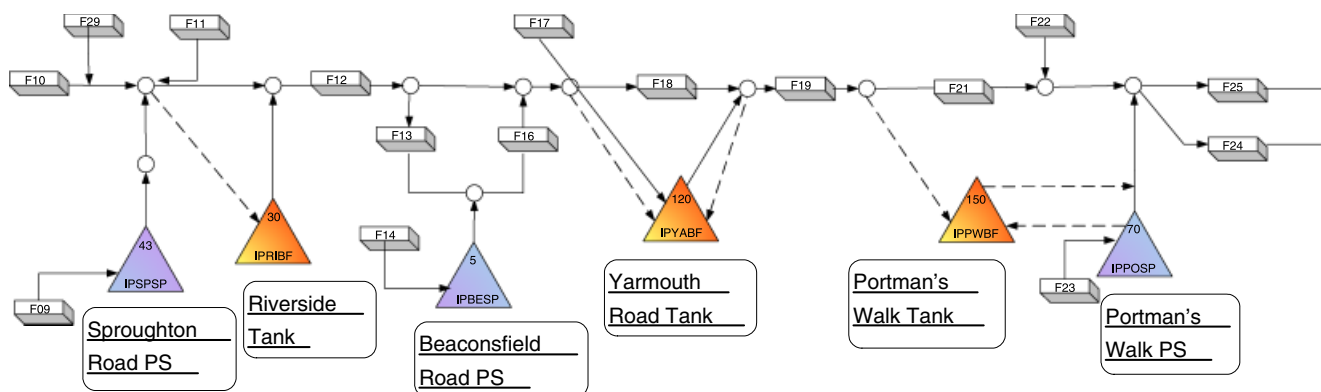 F29
F11
F17
F22
F10
F12
F18
F19
F21
F25
F13
F16
F24
43
IPSPSP
30
IPRIBF
F14
5
IPBESP
120
IPYABF
150
IPPWBF
70
IPPOSP
F09
F23
Sproughton
Road PS
Riverside
Tank
Beaconsfield
Road PS
Yarmouth
Road Tank
Portman's
Walk Tank
Portman's
Walk PS